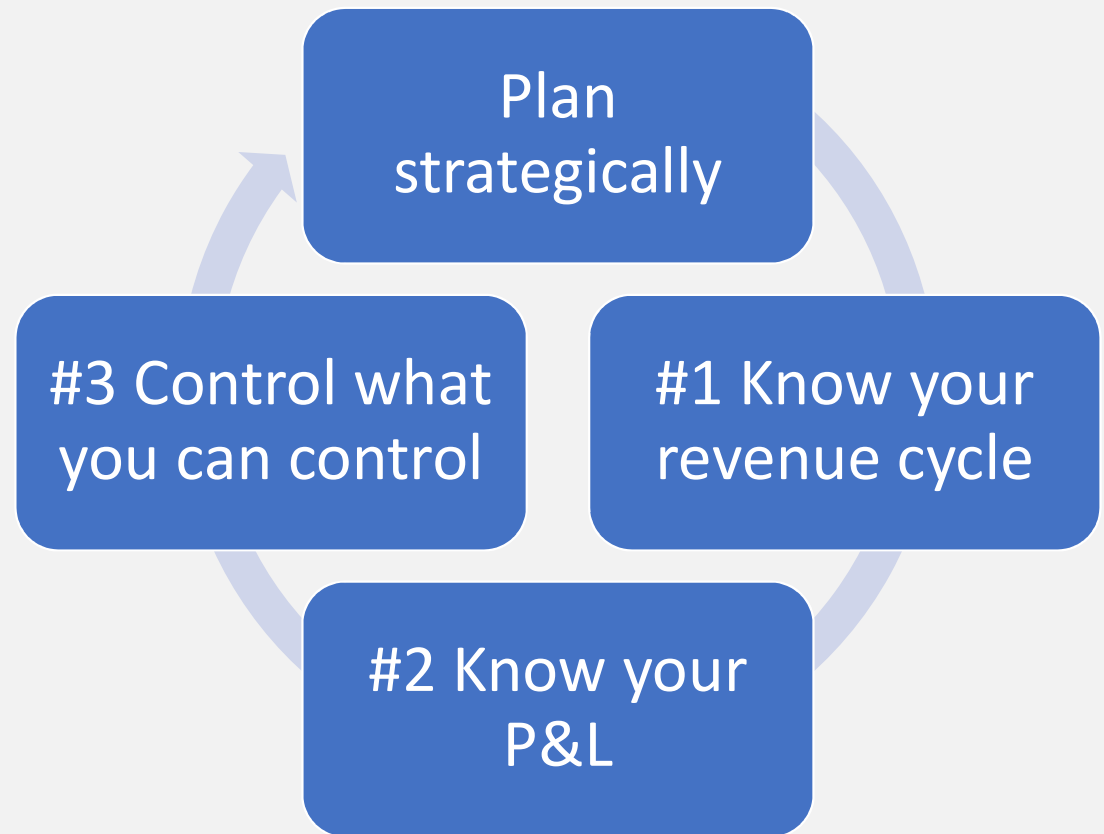 Plan
strategically
#1 Know your
revenue cycle
#2 Know your
P&L
#3 Control what
you can control